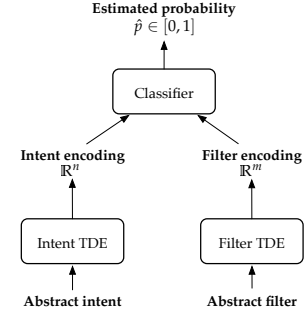 Estimated probability
p̂ ∈ [0, 1]
Classifier
Intent encoding
ℝⁿ
Filter encoding
ℝᵐ
Intent TDE
Filter TDE
Abstract intent
Abstract filter